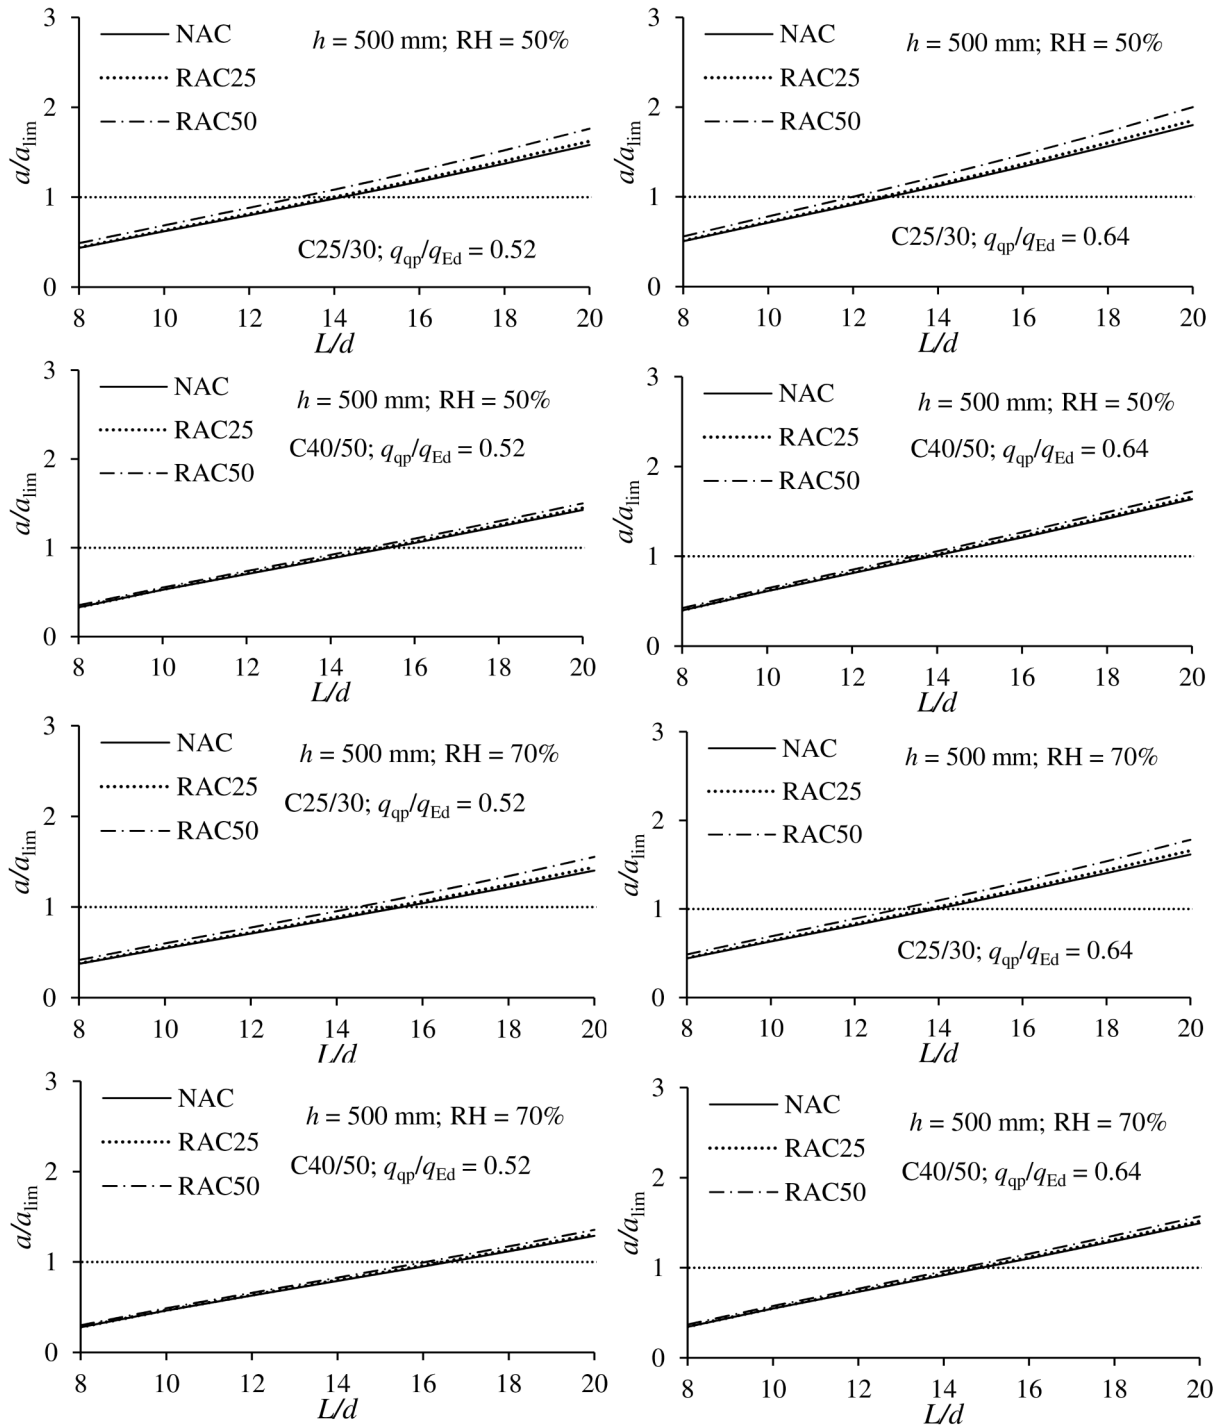 3
NAC
h = 500 mm; RH = 50%
RAC25
2
RAC50
a/alim
1
C25/30; qqp/qEd = 0.52
0
8 10 12 14 16 18 20
L/d
3
NAC
h = 500 mm; RH = 50%
RAC25
2
RAC50
a/alim
1
C25/30; qqp/qEd = 0.64
0
8 10 12 14 16 18 20
L/d
3
NAC
h = 500 mm; RH = 50%
RAC25
C40/50; qqp/qEd = 0.52
2
RAC50
a/alim
1
0
8 10 12 14 16 18 20
L/d
3
NAC
h = 500 mm; RH = 50%
RAC25
C40/50; qqp/qEd = 0.64
2
RAC50
a/alim
1
0
8 10 12 14 16 18 20
L/d
3
NAC
h = 500 mm; RH = 70%
RAC25
C25/30; qqp/qEd = 0.52
2
RAC50
a/alim
1
0
8 10 12 14 16 18 20
L/d
3
NAC
h = 500 mm; RH = 70%
RAC25
2
RAC50
a/alim
1
C25/30; qqp/qEd = 0.64
0
8 10 12 14 16 18 20
L/d
3
NAC
h = 500 mm; RH = 70%
RAC25
C40/50; qqp/qEd = 0.52
2
RAC50
a/alim
1
0
8 10 12 14 16 18 20
L/d
3
NAC
h = 500 mm; RH = 70%
RAC25
C40/50; qqp/qEd = 0.64
2
RAC50
a/alim
1
0
8 10 12 14 16 18 20
L/d